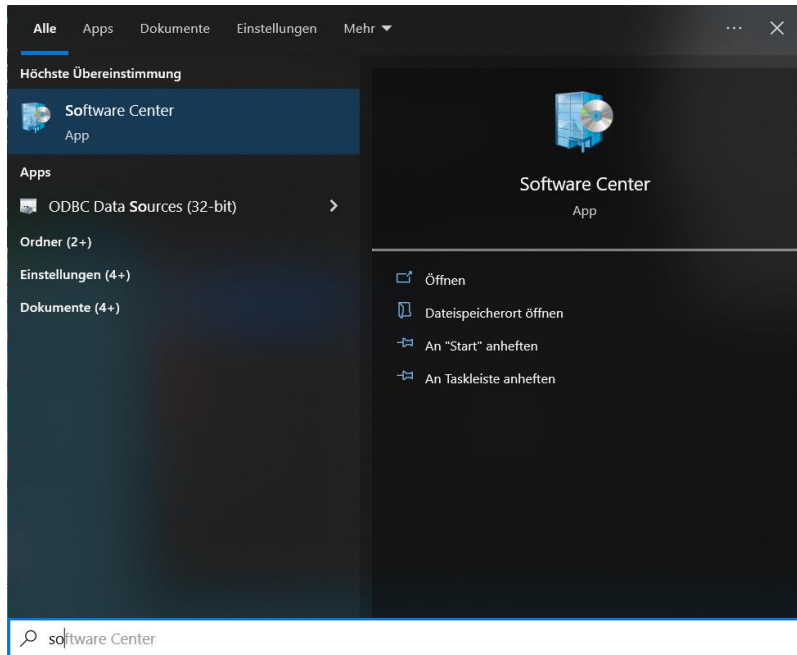 Alle Apps Dokumente Einstellungen Mehr
Höchste Übereinstimmung
Software Center
App
Apps
ODBC Data Sources (32-bit)
Ordner (2+)
Einstellungen (4+)
Dokumente (4+)
Software Center
App
Öffnen
Dateispeicherort öffnen
An "Start" anheften
An Taskleiste anheften
software Center